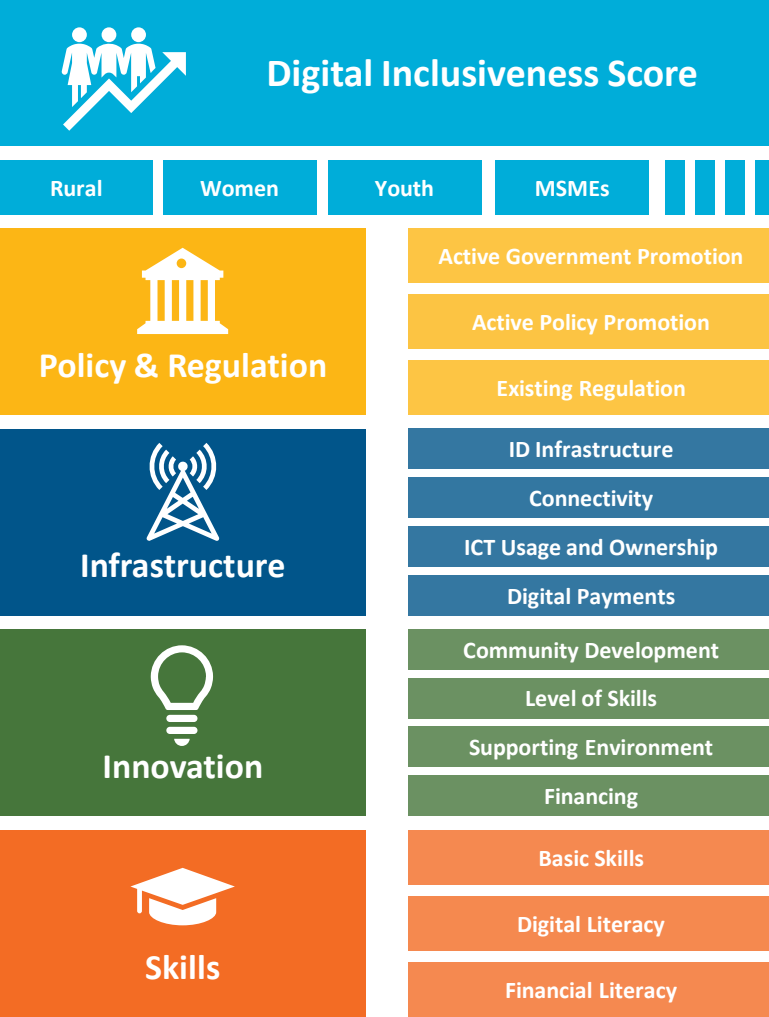 Digital Inclusiveness Score
Rural
Women
Youth
MSMEs
Policy & Regulation
Active Government Promotion
Active Policy Promotion
Existing Regulation
Infrastructure
ID Infrastructure
Connectivity
ICT Usage and Ownership
Digital Payments
Innovation
Community Development
Level of Skills
Supporting Environment
Financing
Skills
Basic Skills
Digital Literacy
Financial Literacy